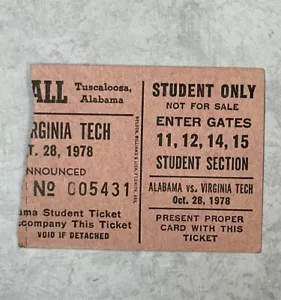 ALL Tuscaloosa, Alabama
VIRGINIA TECH
T. 28, 1978
NNOUNCED
No 005431
ma Student Ticket
ccompany This Ticket
VOID IF DETACHED
STUDENT ONLY
NOT FOR SALE
ENTER GATES
11, 12, 14, 15
STUDENT SECTION
ALABAMA vs. VIRGINIA TECH
Oct. 28, 1978
PRESENT PROPER
CARD WITH THIS
TICKET